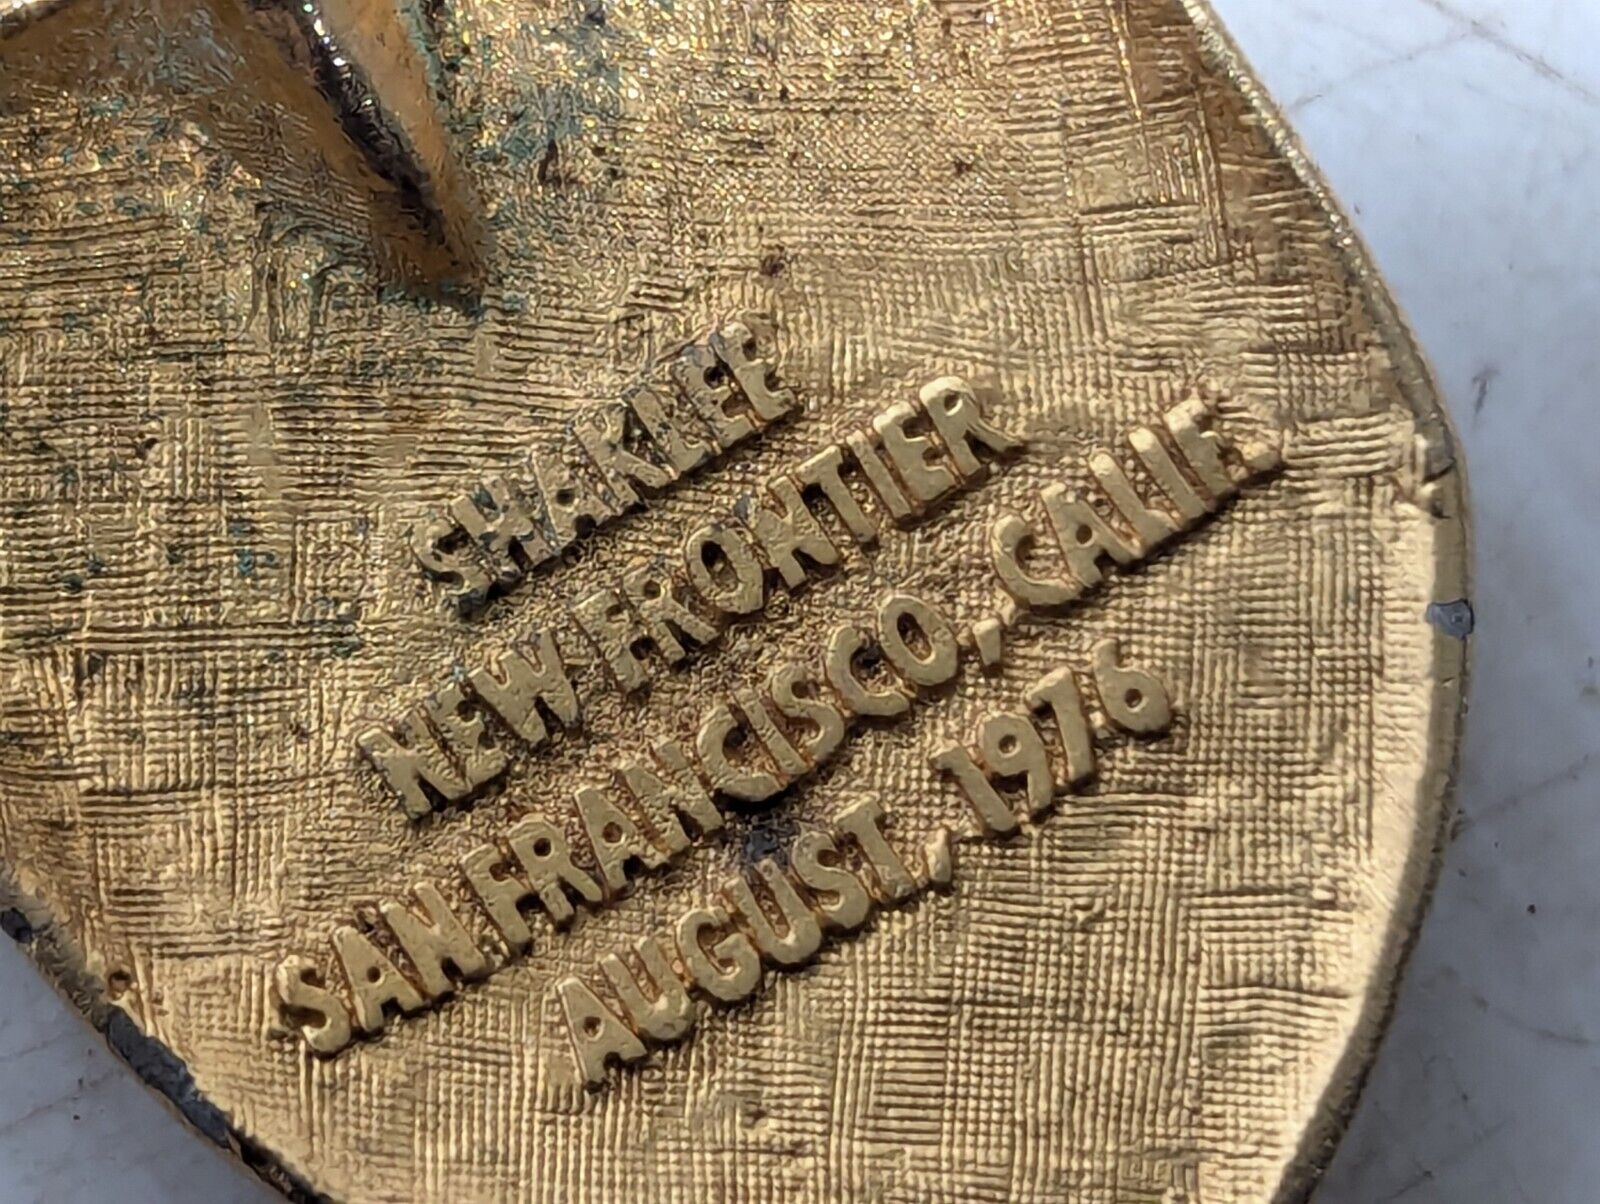 SHAKLEE
NEW FRONTIER
SAN FRANCISCO, CALIF.
AUGUST, 1976